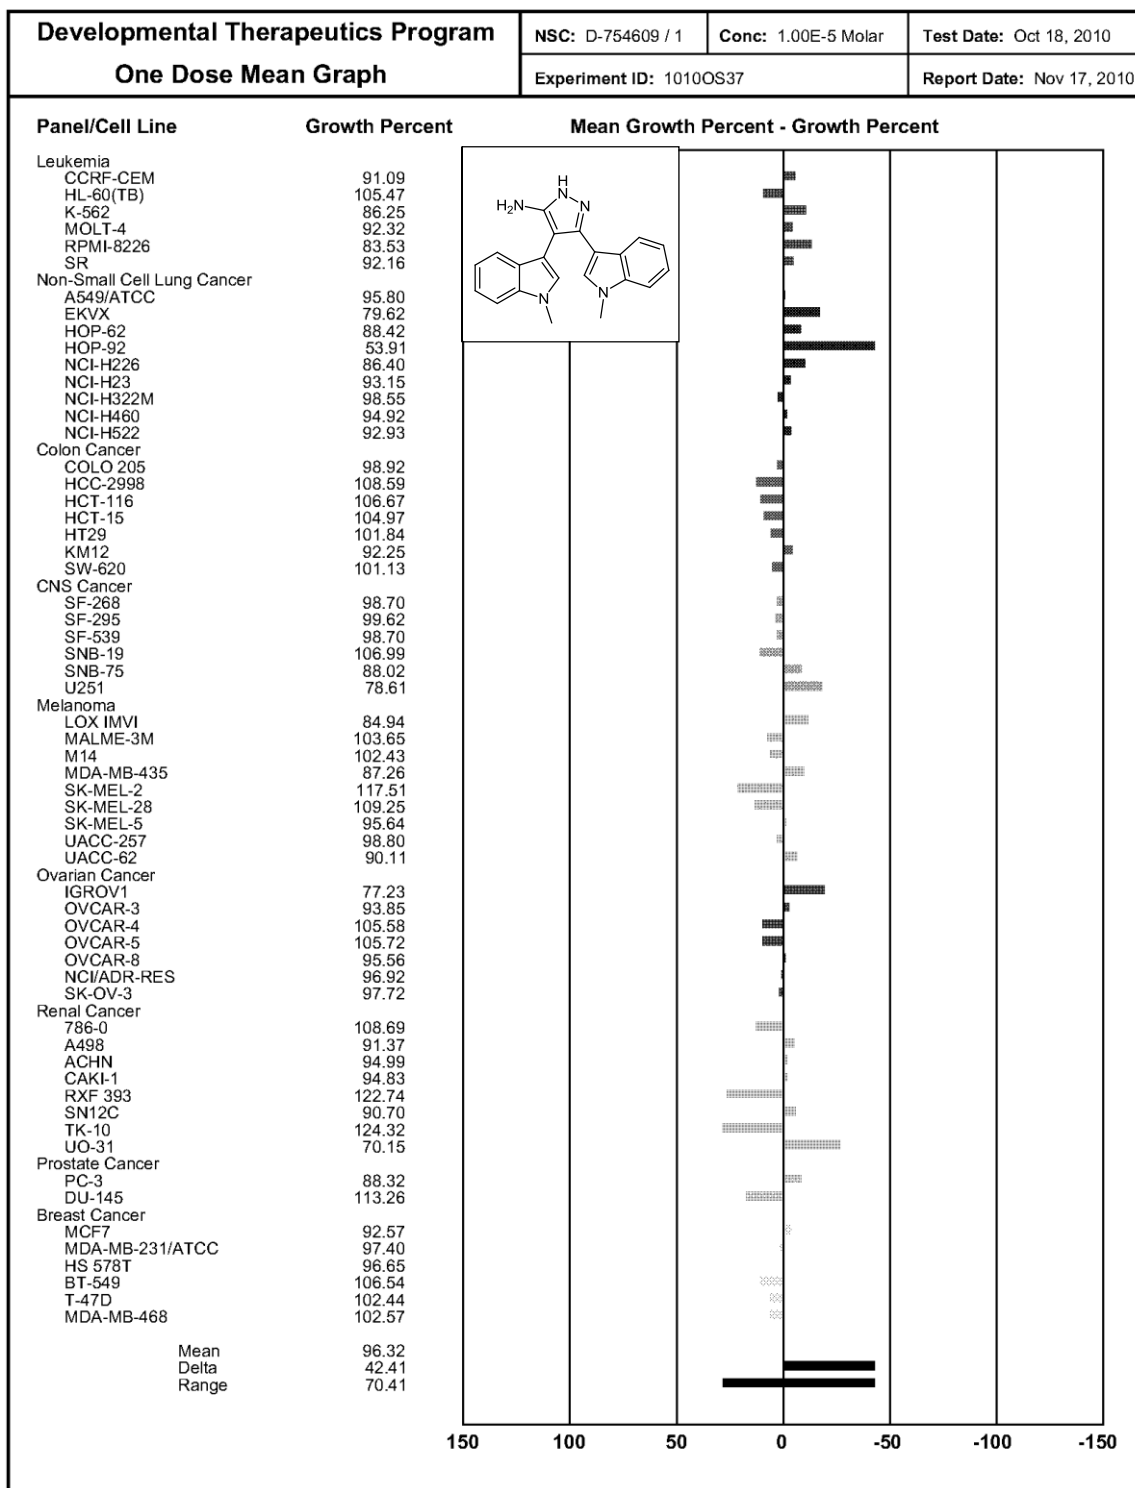 Developmental Therapeutics Program
One Dose Mean Graph
NSC: D-754609 / 1
Conc: 1.00E-5 Molar
Test Date: Oct 18, 2010
Experiment ID: 1010OS37
Report Date: Nov 17, 2010
Panel/Cell Line Growth Percent Mean Growth Percent - Growth Percent
Leukemia
CCRF-CEM 91.09
HL-60(TB) 105.47
K-562 86.25
MOLT-4 92.32
RPMI-8226 83.53
SR 92.16
Non-Small Cell Lung Cancer
A549/ATCC 95.80
EKVX 79.62
HOP-62 88.42
HOP-92 53.91
NCI-H226 86.40
NCI-H23 93.15
NCI-H322M 98.55
NCI-H460 94.92
NCI-H522 92.93
Colon Cancer
COLO 205 98.92
HCC-2998 108.59
HCT-116 106.67
HCT-15 104.97
HT29 101.84
KM12 92.25
SW-620 101.13
CNS Cancer
SF-268 98.70
SF-295 99.62
SF-539 98.70
SNB-19 106.99
SNB-75 88.02
U251 78.61
Melanoma
LOX IMVI 84.94
MALME-3M 103.65
M14 102.43
MDA-MB-435 87.26
SK-MEL-2 117.51
SK-MEL-28 109.25
SK-MEL-5 95.64
UACC-257 98.80
UACC-62 90.11
Ovarian Cancer
IGROV1 77.23
OVCAR-3 93.85
OVCAR-4 105.58
OVCAR-5 105.72
OVCAR-8 95.56
NCI/ADR-RES 96.92
SK-OV-3 97.72
Renal Cancer
786-0 108.69
A498 91.37
ACHN 94.99
CAKI-1 94.83
RXF 393 122.74
SN12C 90.70
TK-10 124.32
UO-31 70.15
Prostate Cancer
PC-3 88.32
DU-145 113.26
Breast Cancer
MCF7 92.57
MDA-MB-231/ATCC 97.40
HS 578T 96.65
BT-549 106.54
T-47D 102.44
MDA-MB-468 102.57
Mean 96.32
Delta 42.41
Range 70.41
H
N
H2N N
N N
150 100 50 0 -50 -100 -150